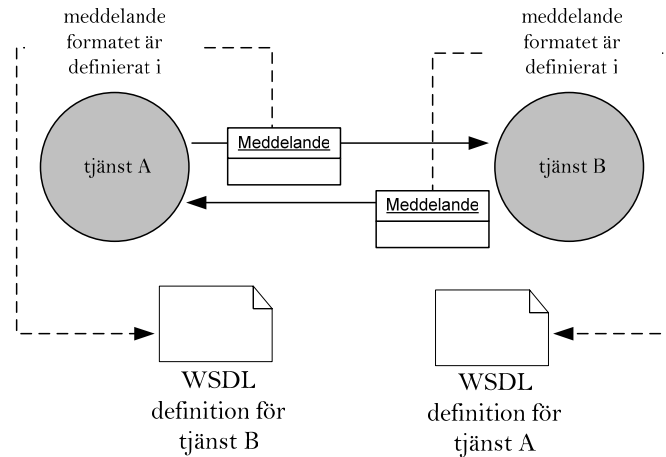 meddelande
formatet är
definierat i
meddelande
formatet är
definierat i
tjänst A
Meddelande
tjänst B
Meddelande
WSDL
definition för
tjänst B
WSDL
definition för
tjänst A